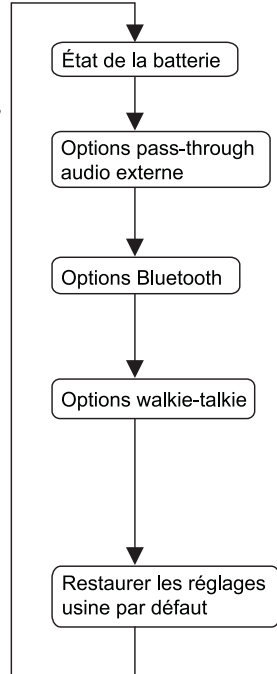 État de la batterie
Options pass-through
audio externe
Options Bluetooth
Options walkie-talkie
Restaurer les réglages
usine par défaut